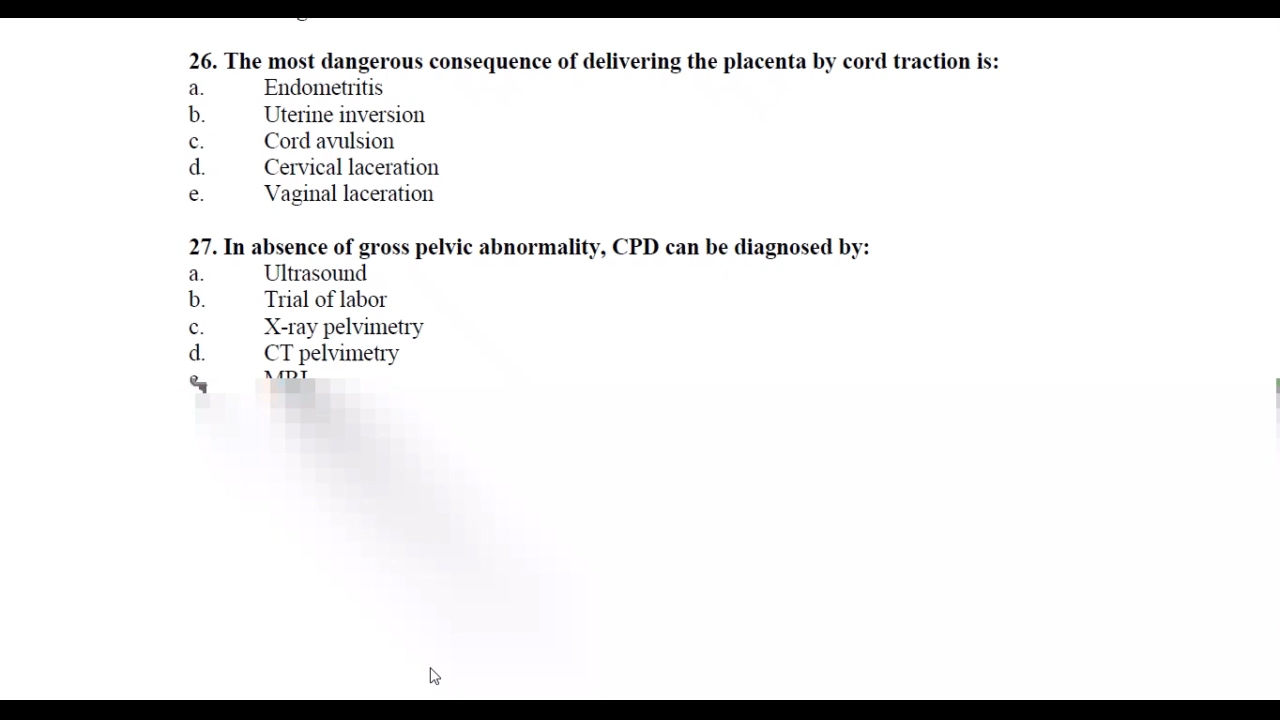 26. The most dangerous consequence of delivering the placenta by cord traction is:
a. Endometritis
b. Uterine inversion
c. Cord avulsion
d. Cervical laceration
e. Vaginal laceration
27. In absence of gross pelvic abnormality, CPD can be diagnosed by:
a. Ultrasound
b. Trial of labor
c. X-ray pelvimetry
d. CT pelvimetry
e. MRI